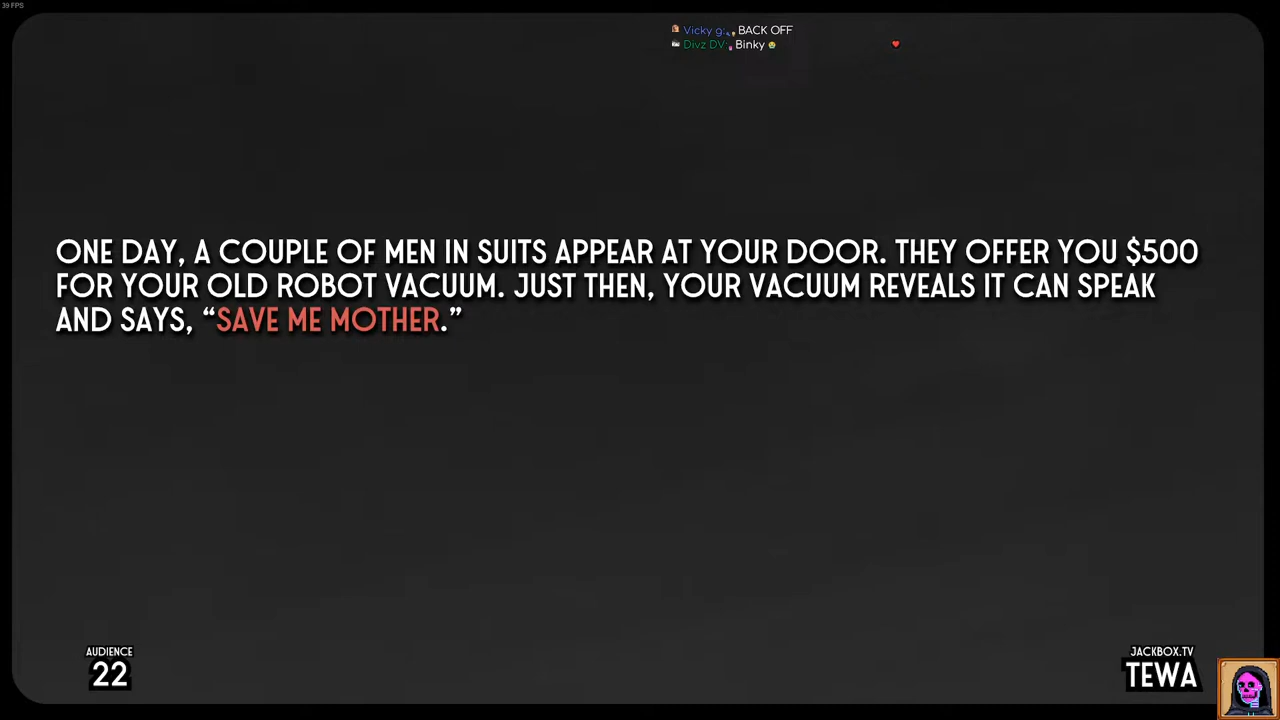 39 FPS
Vicky g: BACK OFF
Divz DV: Binky
ONE DAY, A COUPLE OF MEN IN SUITS APPEAR AT YOUR DOOR. THEY OFFER YOU $500
FOR YOUR OLD ROBOT VACUUM. JUST THEN, YOUR VACUUM REVEALS IT CAN SPEAK
AND SAYS, “SAVE ME MOTHER.”
AUDIENCE
22
JACKBOX.TV
TEWA